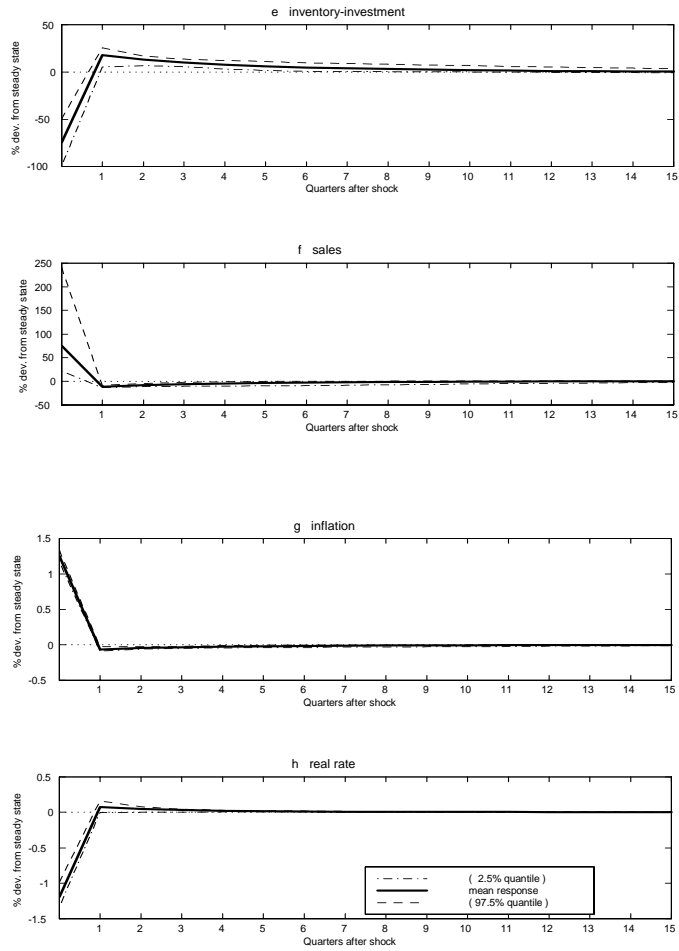 e inventory-investment
50
0
-50
-100
% dev. from steady state
1 2 3 4 5 6 7 8 9 10 11 12 13 14 15
Quarters after shock
f sales
250
200
150
100
50
0
-50
% dev. from steady state
1 2 3 4 5 6 7 8 9 10 11 12 13 14 15
Quarters after shock
g inflation
1.5
1
0.5
0
-0.5
% dev. from steady state
1 2 3 4 5 6 7 8 9 10 11 12 13 14 15
Quarters after shock
h real rate
0.5
0
-0.5
-1
-1.5
% dev. from steady state
( 2.5% quantile )
mean response
( 97.5% quantile )
1 2 3 4 5 6 7 8 9 10 11 12 13 14 15
Quarters after shock